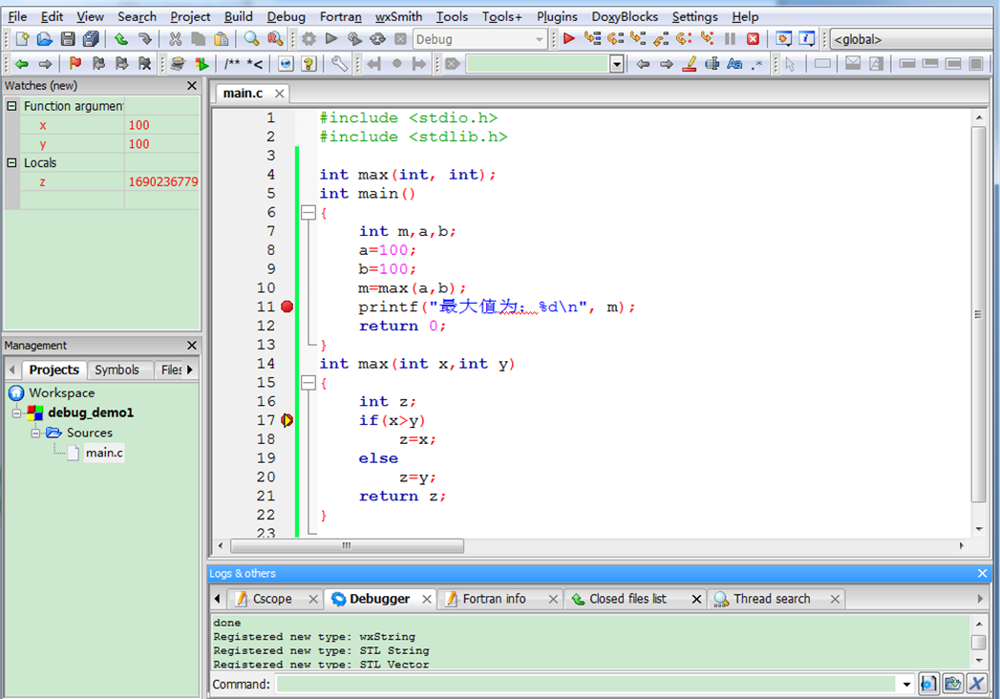 File Edit View Search Project Build Debug Fortran wxSmith Tools Tools+ Plugins DoxyBlocks Settings Help
Debug <global>
/** *<
Watches (new)
Function argumen
x 100
y 100
Locals
z 1690236779
Management
Projects Symbols Files
Workspace
debug_demo1
Sources
main.c
main.c
1 #include <stdio.h>
2 #include <stdlib.h>
3
4 int max(int, int);
5 int main()
6 {
7 int m,a,b;
8 a=100;
9 b=100;
10 m=max(a,b);
11 printf("最大值为：%d\n", m);
12 return 0;
13 }
14 int max(int x,int y)
15 {
16 int z;
17 if(x>y)
18 z=x;
19 else
20 z=y;
21 return z;
22 }
23
Logs & others
Cscope Debugger Fortran info Closed files list Thread search
done
Registered new type: wxString
Registered new type: STL String
Registered new type: STL Vector
Command: